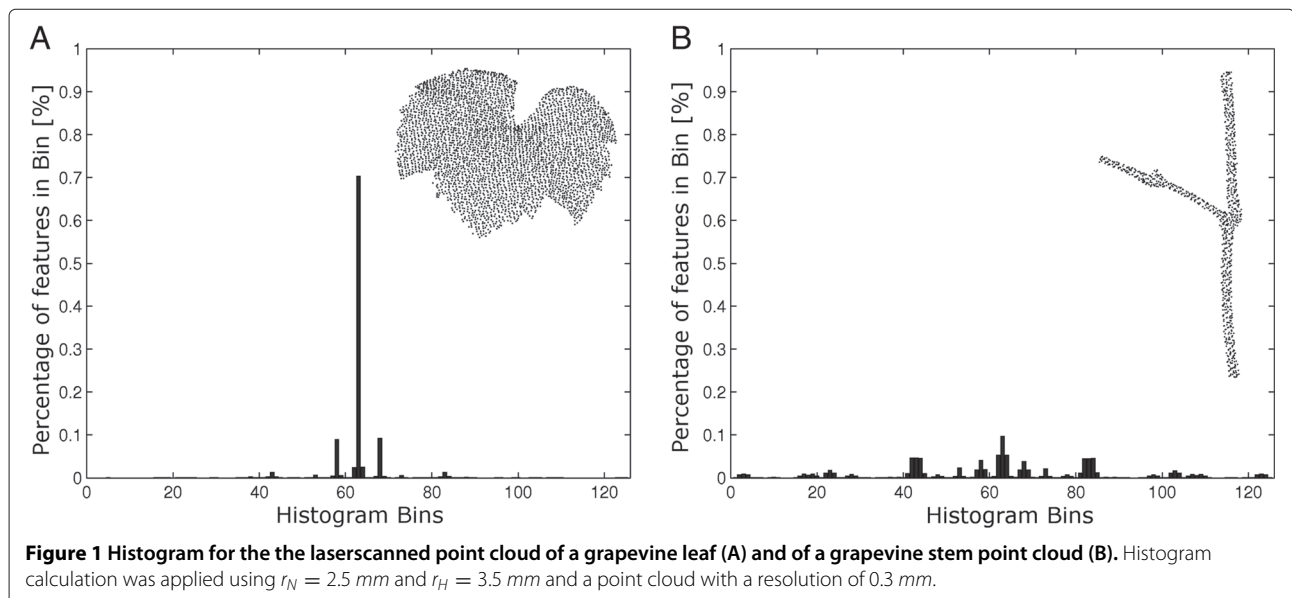 A
B
Percentage of features in Bin [%]
1
0.9
0.8
0.7
0.6
0.5
0.4
0.3
0.2
0.1
0
0 20 40 60 80 100 120
Histogram Bins
Percentage of features in Bin [%]
1
0.9
0.8
0.7
0.6
0.5
0.4
0.3
0.2
0.1
0
0 20 40 60 80 100 120
Histogram Bins
Figure 1 Histogram for the the laserscanned point cloud of a grapevine leaf (A) and of a grapevine stem point cloud (B). Histogram
calculation was applied using r_N = 2.5 mm and r_H = 3.5 mm and a point cloud with a resolution of 0.3 mm.